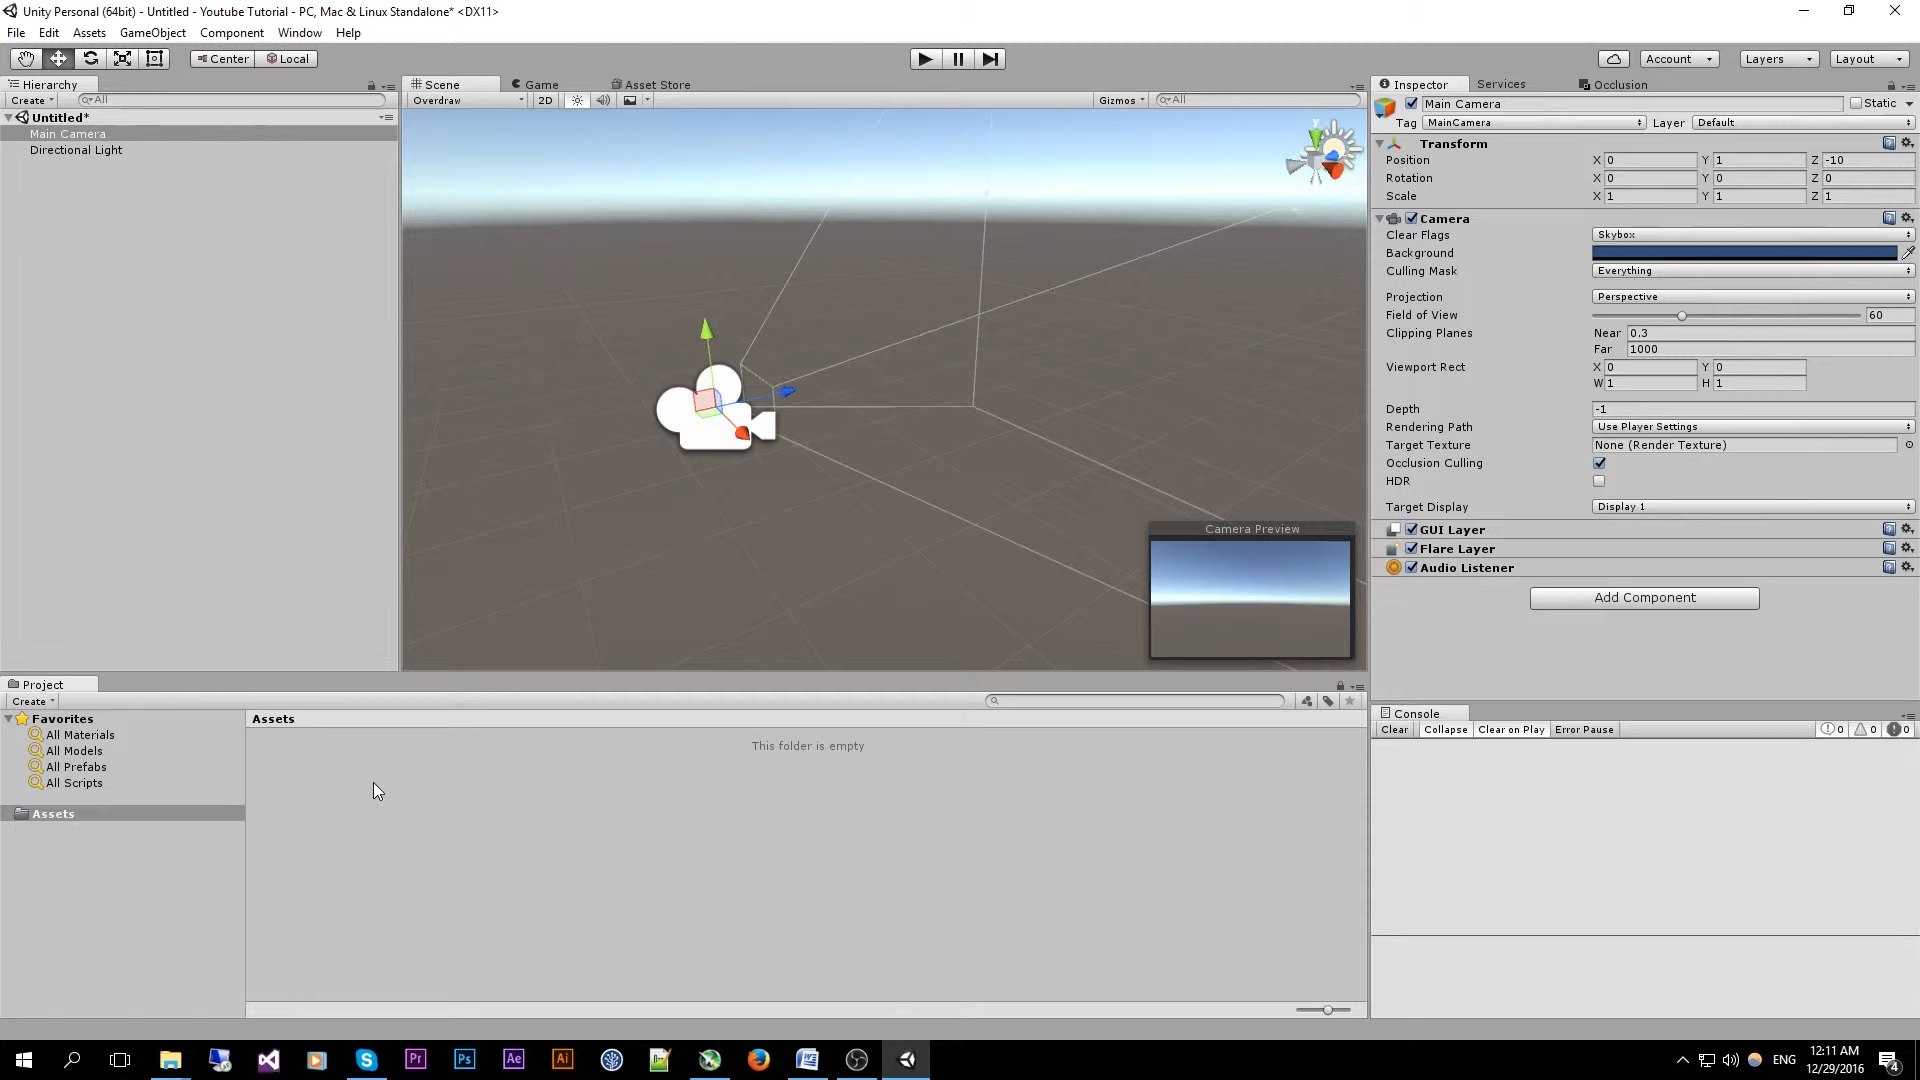 Unity Personal (64bit) - Untitled - Youtube Tutorial - PC, Mac & Linux Standalone* <DX11>
File Edit Assets GameObject Component Window Help
Center Local Account Layers Layout
Hierarchy
Create All
Untitled*
Main Camera
Directional Light
Scene Game Asset Store
Overdraw 2D Gizmos All
y
Camera Preview
Inspector Services Occlusion
Main Camera Static
Tag MainCamera Layer Default
Transform
Position X 0 Y 1 Z -10
Rotation X 0 Y 0 Z 0
Scale X 1 Y 1 Z 1
Camera
Clear Flags Skybox
Background
Culling Mask Everything
Projection Perspective
Field of View 60
Clipping Planes Near 0.3
Far 1000
Viewport Rect X 0 Y 0
W 1 H 1
Depth -1
Rendering Path Use Player Settings
Target Texture None (Render Texture)
Occlusion Culling
HDR
Target Display Display 1
GUI Layer
Flare Layer
Audio Listener
Add Component
Project
Create
Favorites
All Materials
All Models
All Prefabs
All Scripts
Assets
Assets
This folder is empty
Console
Clear Collapse Clear on Play Error Pause 0 0 0
Pr Ps Ae Ai ENG 12:11 AM
12/29/2016 4